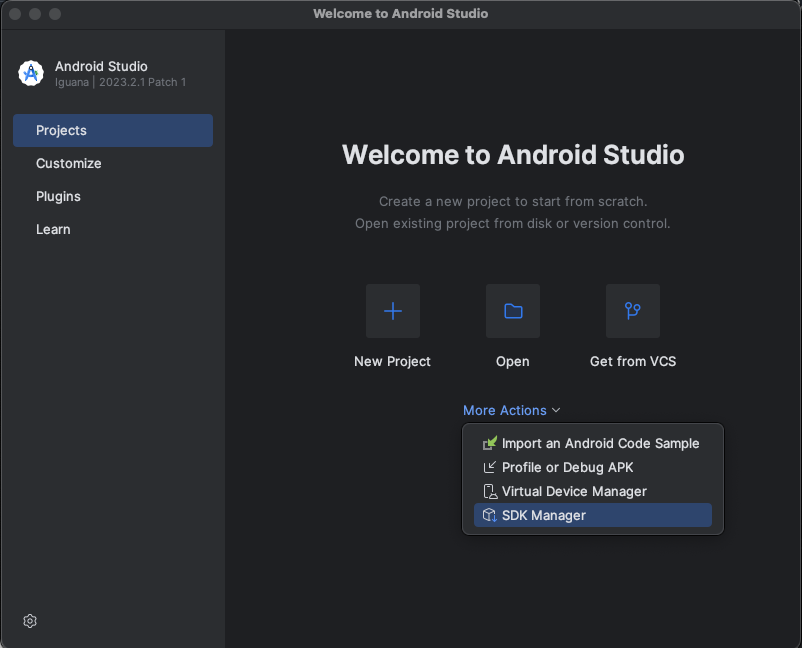 Welcome to Android Studio
Android Studio
Iguana | 2023.2.1 Patch 1
Projects
Customize
Plugins
Learn
Welcome to Android Studio
Create a new project to start from scratch.
Open existing project from disk or version control.
New Project
Open
Get from VCS
More Actions
Import an Android Code Sample
Profile or Debug APK
Virtual Device Manager
SDK Manager